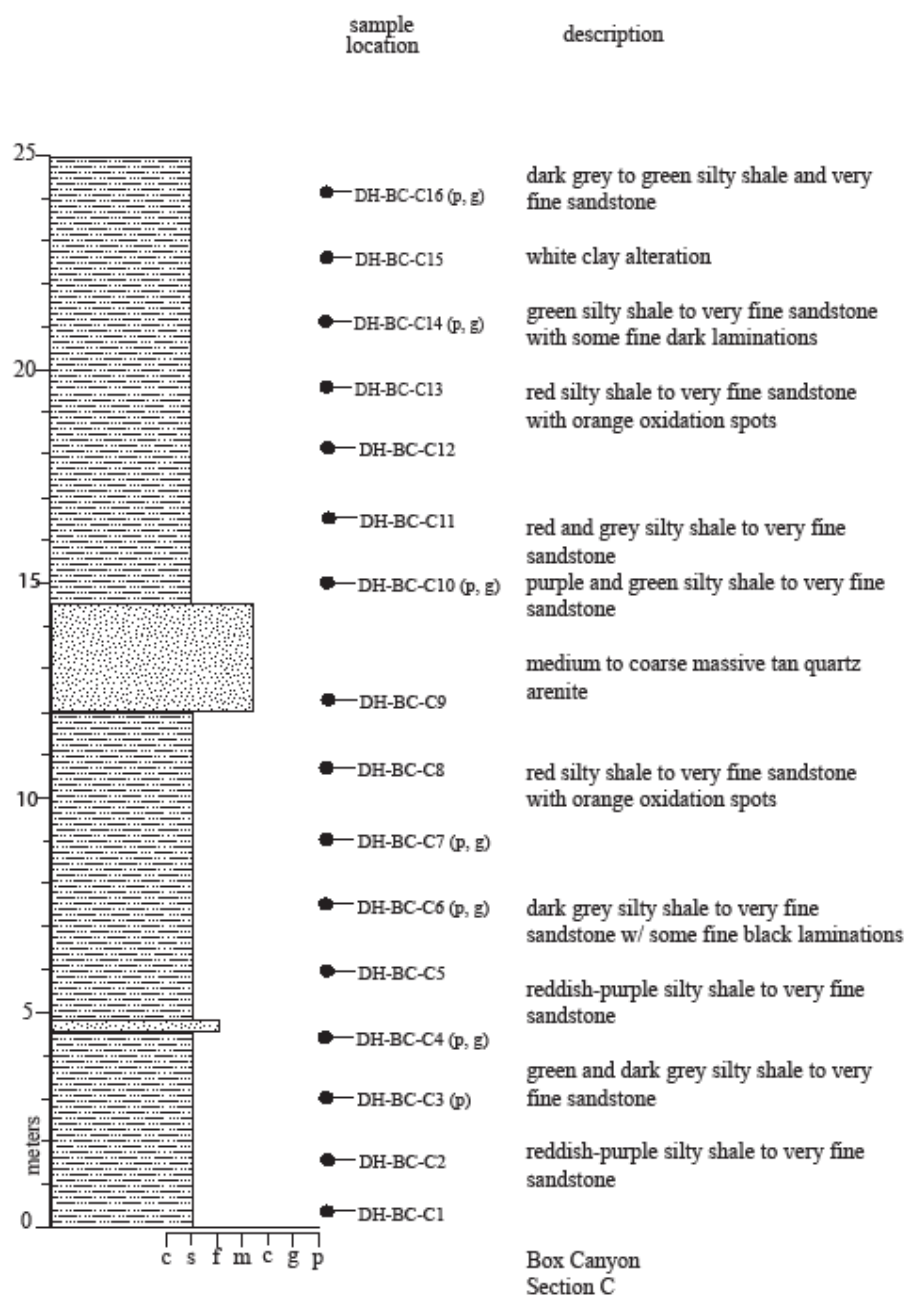 sample
location
description
25
dark grey to green silty shale and very
fine sandstone
DH-BC-C16 (p, g)
DH-BC-C15
white clay alteration
green silty shale to very fine sandstone
with some fine dark laminations
DH-BC-C14 (p, g)
20
DH-BC-C13
red silty shale to very fine sandstone
with orange oxidation spots
DH-BC-C12
DH-BC-C11
red and grey silty shale to very fine
sandstone
15
DH-BC-C10 (p, g)
purple and green silty shale to very fine
sandstone
medium to coarse massive tan quartz
arenite
DH-BC-C9
DH-BC-C8
red silty shale to very fine sandstone
with orange oxidation spots
10
DH-BC-C7 (p, g)
DH-BC-C6 (p, g)
dark grey silty shale to very fine
sandstone w/ some fine black laminations
DH-BC-C5
reddish-purple silty shale to very fine
sandstone
5
DH-BC-C4 (p, g)
green and dark grey silty shale to very
fine sandstone
DH-BC-C3 (p)
meters
DH-BC-C2
reddish-purple silty shale to very fine
sandstone
DH-BC-C1
0
c s f m c g p
Box Canyon
Section C